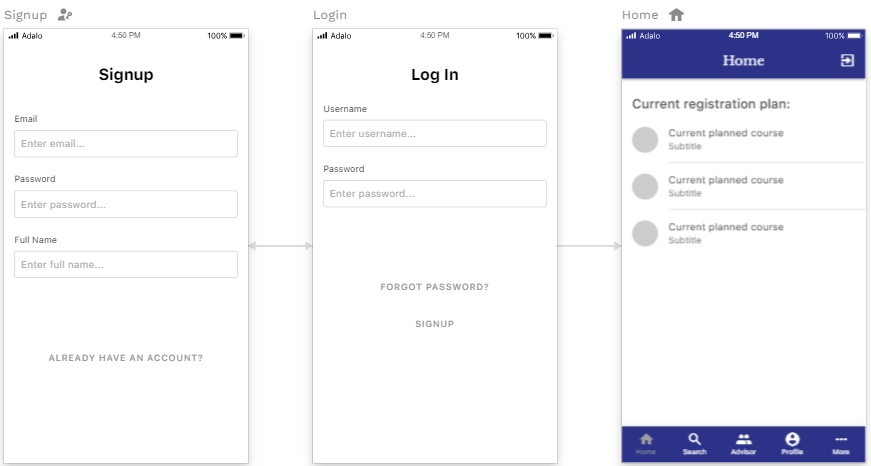 Signup
Adalo 4:50 PM 100%
Signup
Email
Enter email...
Password
Enter password...
Full Name
Enter full name...
ALREADY HAVE AN ACCOUNT?
Login
Adalo 4:50 PM 100%
Log In
Username
Enter username...
Password
Enter password...
FORGOT PASSWORD?
SIGNUP
Home
Adalo 4:50 PM 100%
Home
Current registration plan:
Current planned course
Subtitle
Current planned course
Subtitle
Current planned course
Subtitle
Home Search Advisor Profile More